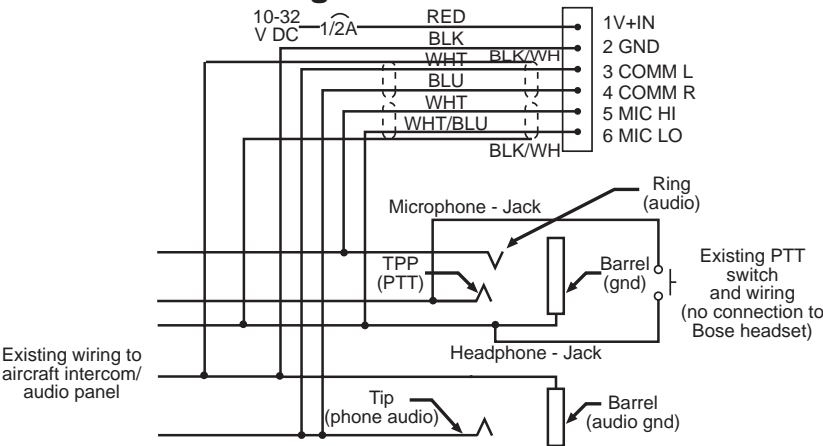 10-32
V DC
1/2A
RED
1V+IN
BLK
2 GND
BLK/WH
WHT
3 COMM L
BLU
4 COMM R
WHT
5 MIC HI
WHT/BLU
6 MIC LO
BLK/WH
Ring
(audio)
Microphone - Jack
TPP
(PTT)
Barrel
(gnd)
Existing PTT
switch
and wiring
(no connection to
Bose headset)
Headphone - Jack
Existing wiring to
aircraft intercom/
audio panel
Tip
(phone audio)
Barrel
(audio gnd)